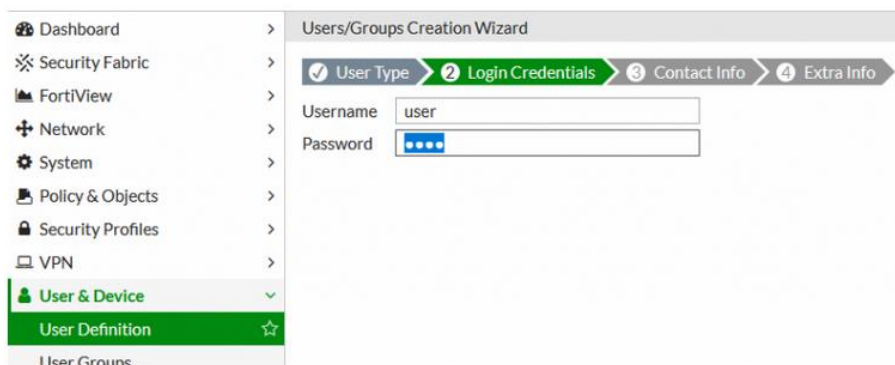 Dashboard
Security Fabric
FortiView
Network
System
Policy & Objects
Security Profiles
VPN
User & Device
User Definition
User Groups
Users/Groups Creation Wizard
User Type 2 Login Credentials 3 Contact Info 4 Extra Info
Username user
Password ••••